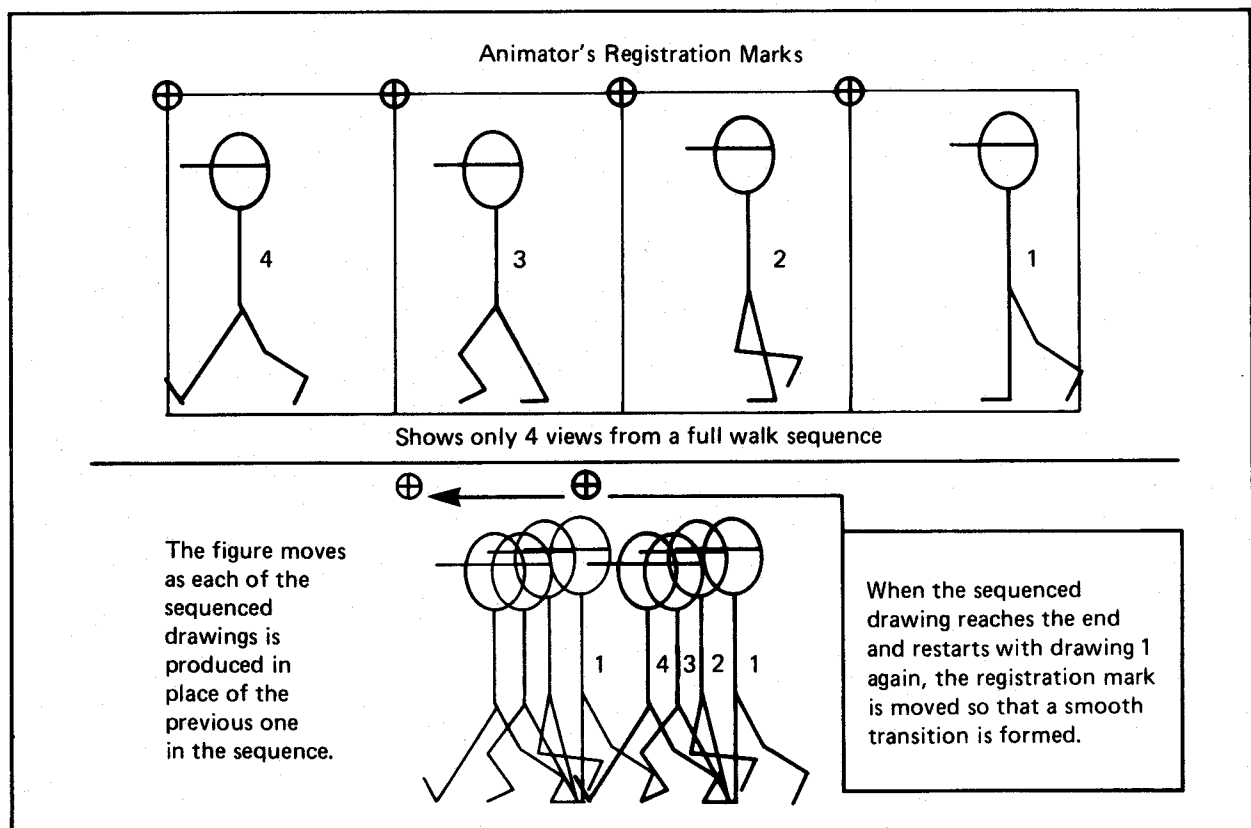 Animator's Registration Marks
4
3
2
1
Shows only 4 views from a full walk sequence
The figure moves
as each of the
sequenced
drawings is
produced in
place of the
previous one
in the sequence.
1
4
3
2
1
When the sequenced
drawing reaches the end
and restarts with drawing 1
again, the registration mark
is moved so that a smooth
transition is formed.